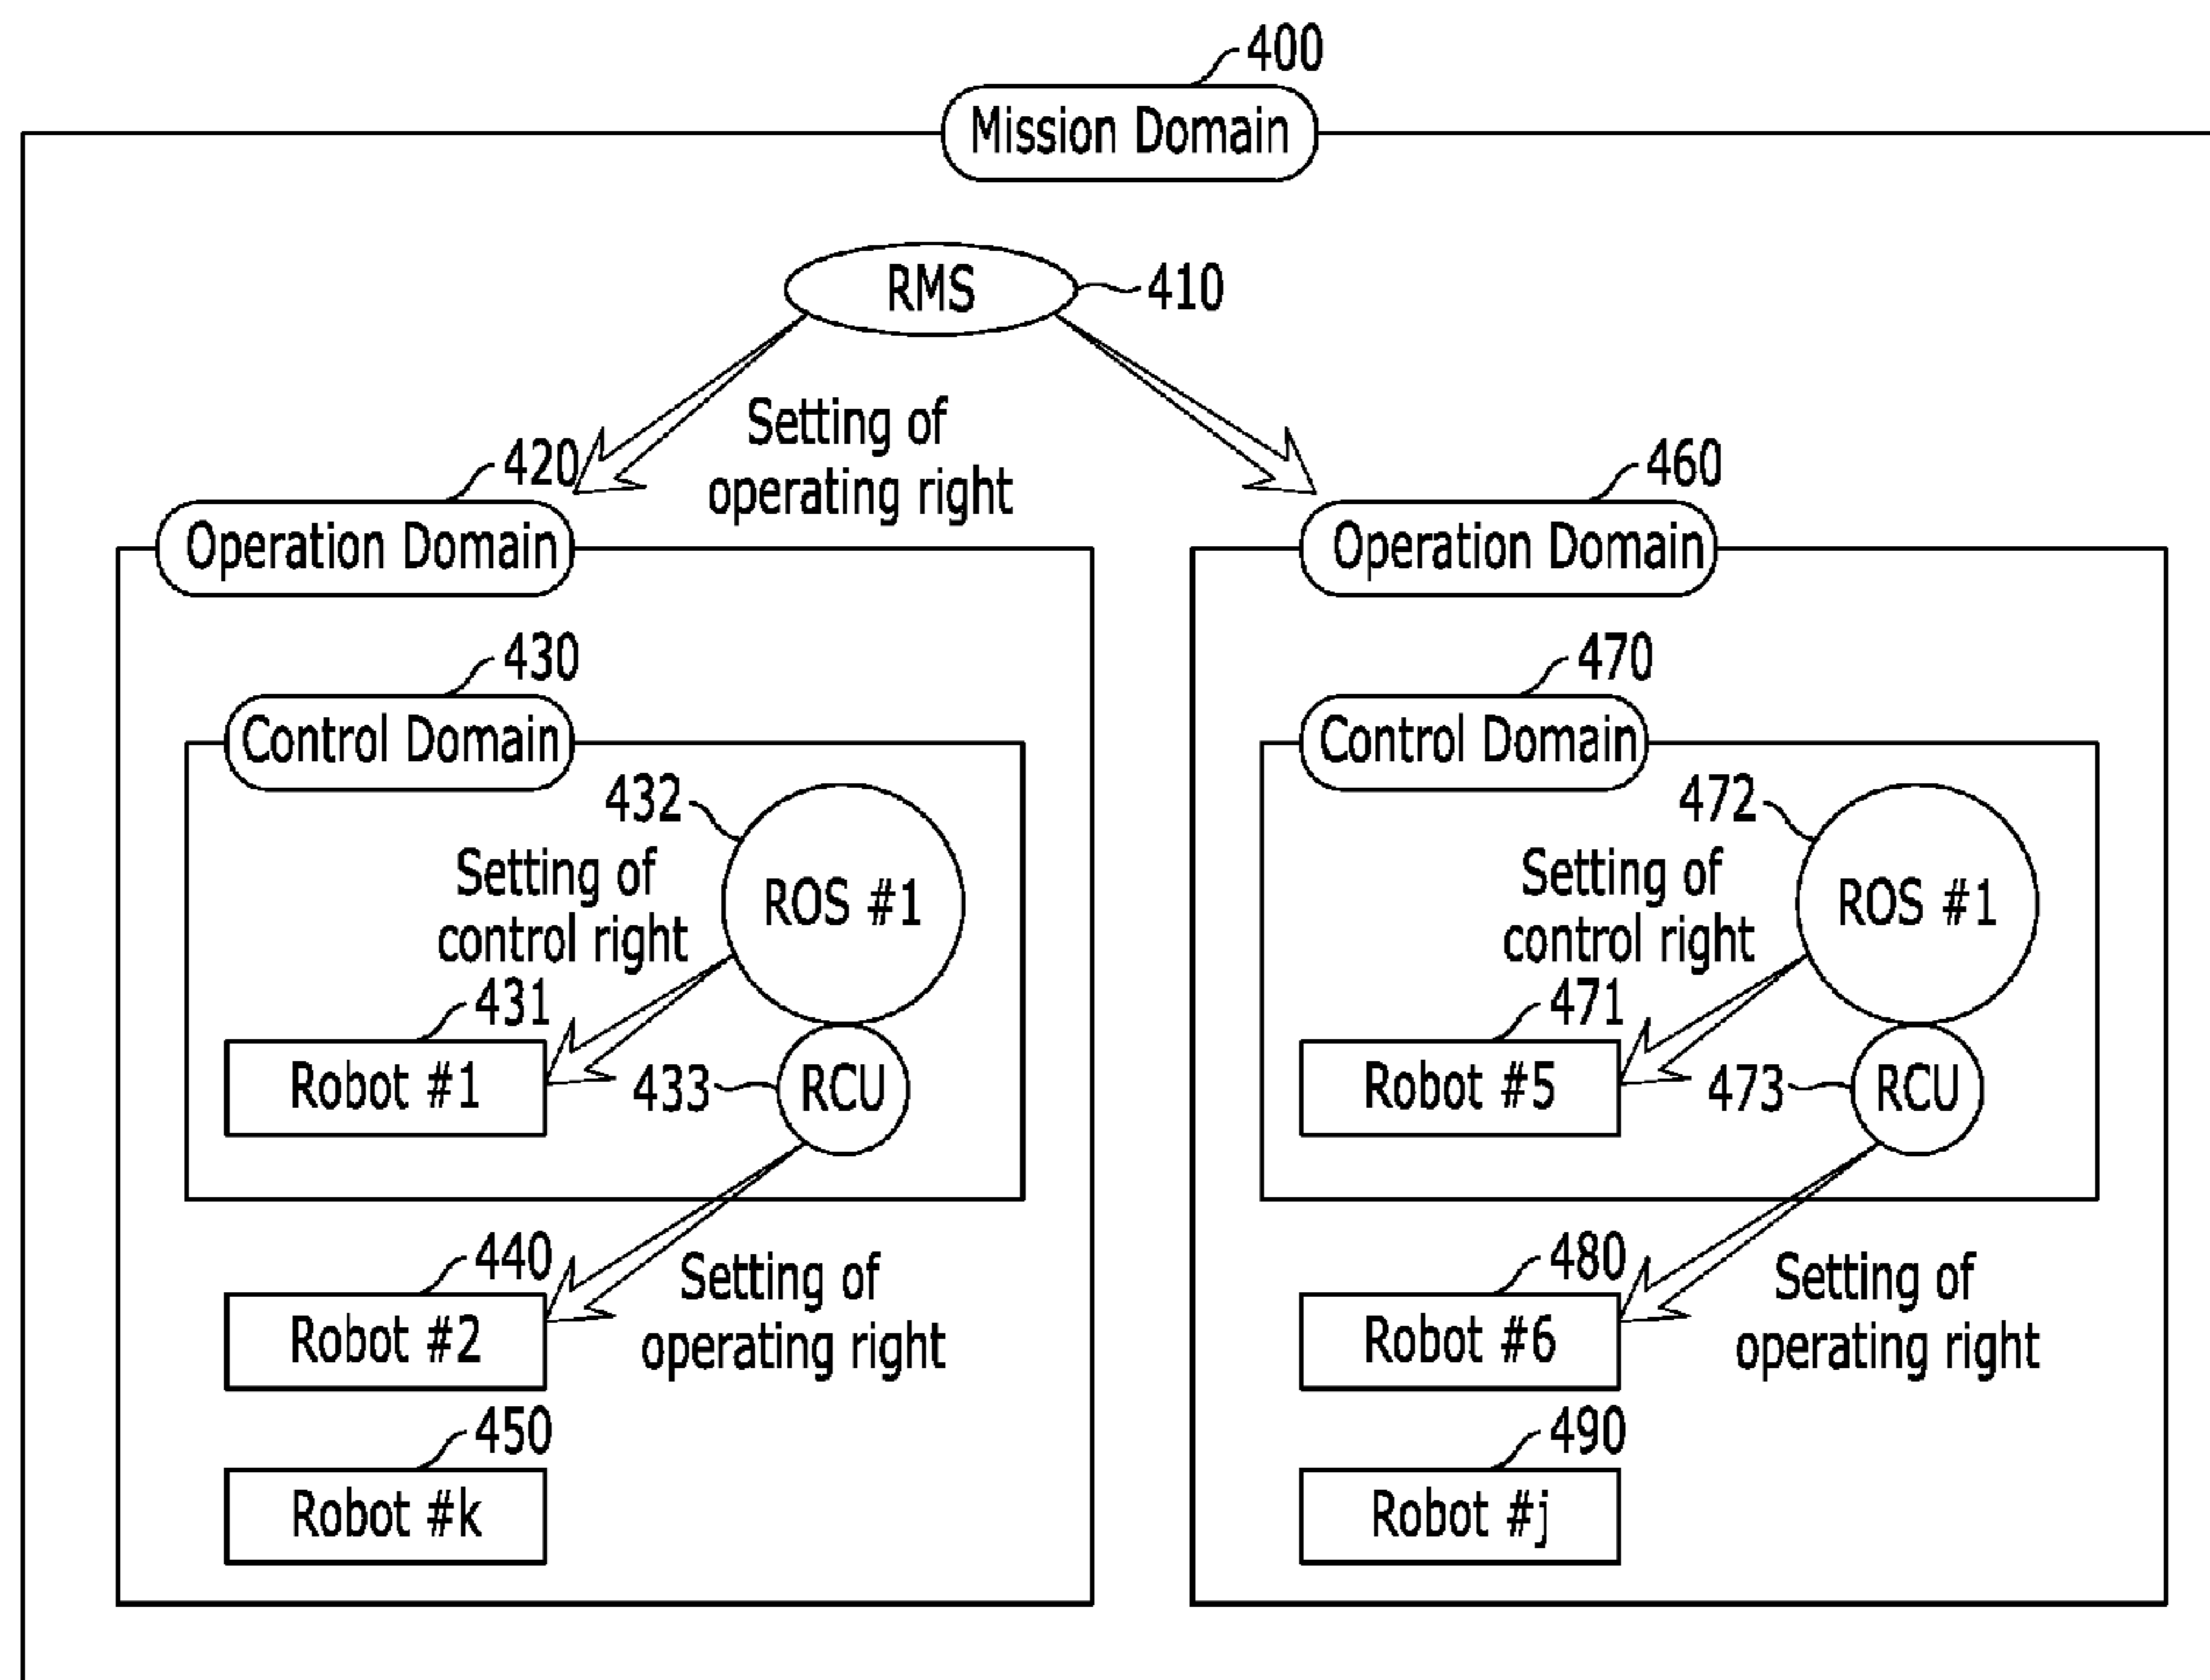 400
Mission Domain
RMS
410
Setting of
operating right
420
Operation Domain
430
Control Domain
432
ROS #1
Setting of
control right
431
Robot #1
433
RCU
440
Robot #2
Setting of
operating right
450
Robot #k
460
Operation Domain
470
Control Domain
472
ROS #1
Setting of
control right
471
Robot #5
473
RCU
480
Robot #6
Setting of
operating right
490
Robot #j